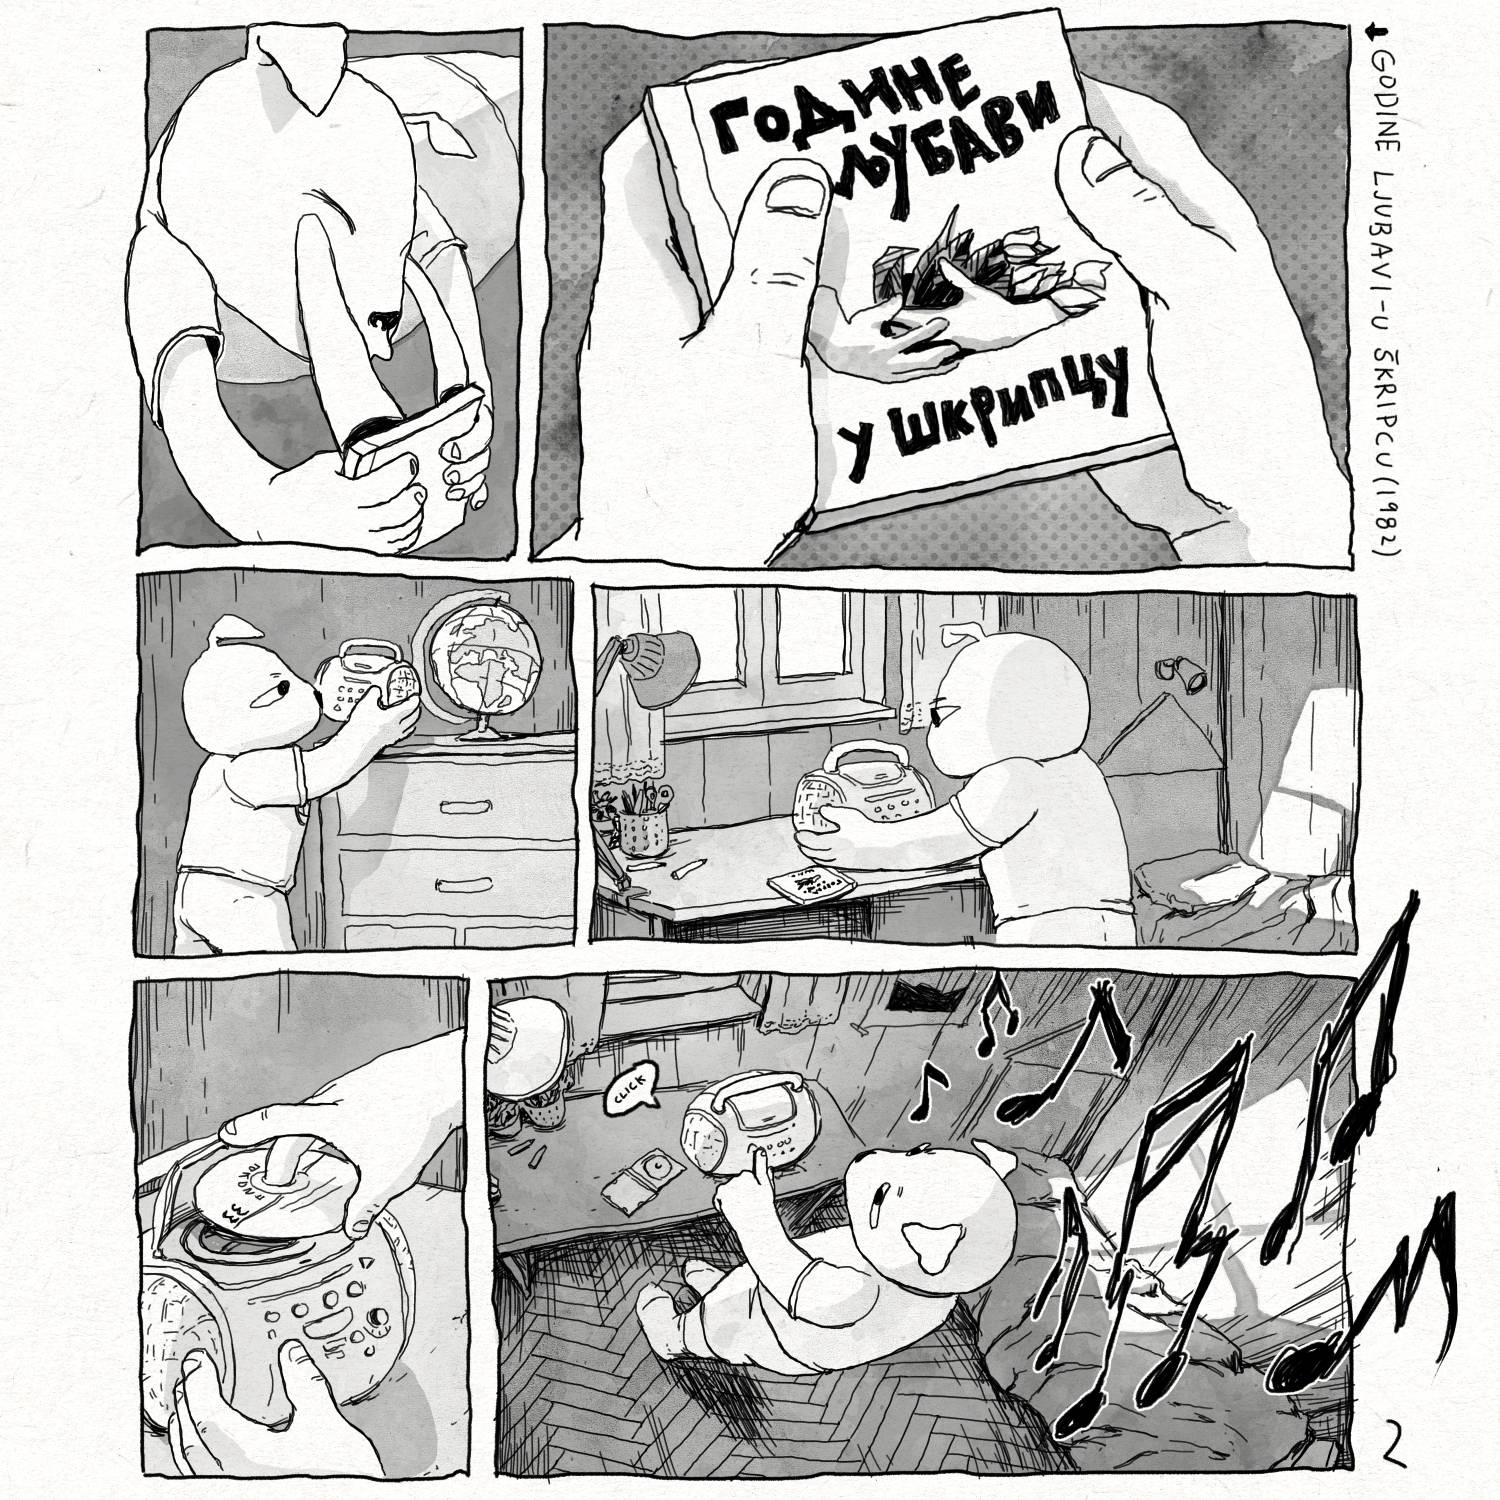 ГОДИНЕ
ЉУБАВИ
У ШКРИПЦУ
GODINE LJUBAVI - U ŠKRIPCU (1982)
CLICK
2